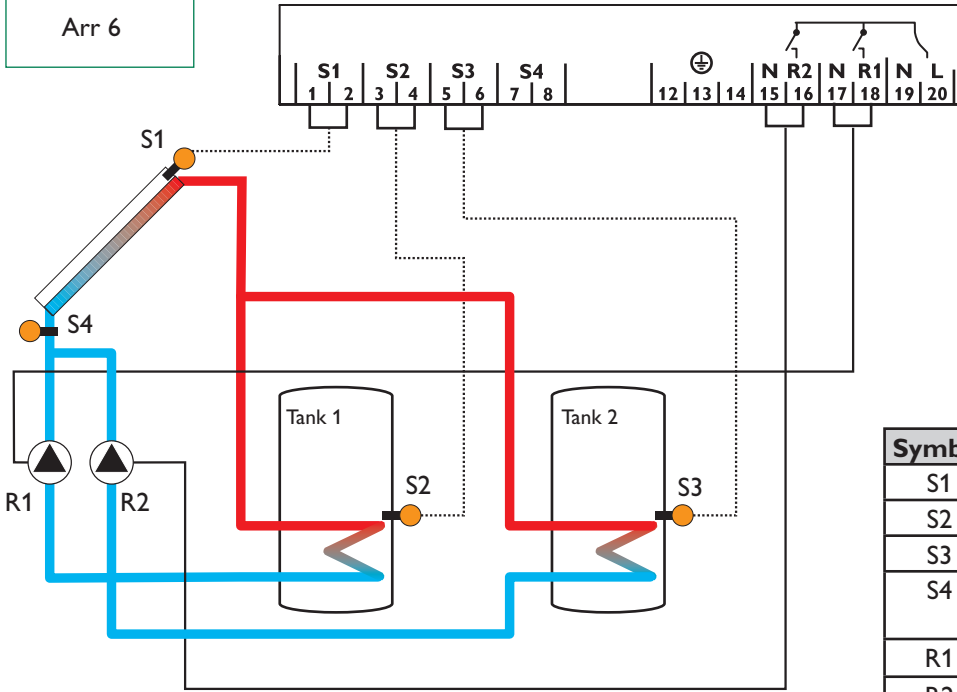 Arr 6
S1 S2 S3 S4 N R2 N R1 N L
1 2 3 4 5 6 7 8 12 13 14 15 16 17 18 19 20
S1
S4
Tank 1
Tank 2
S2
S3
R1
R2
Symb
S1
S2
S3
S4
R1
R2